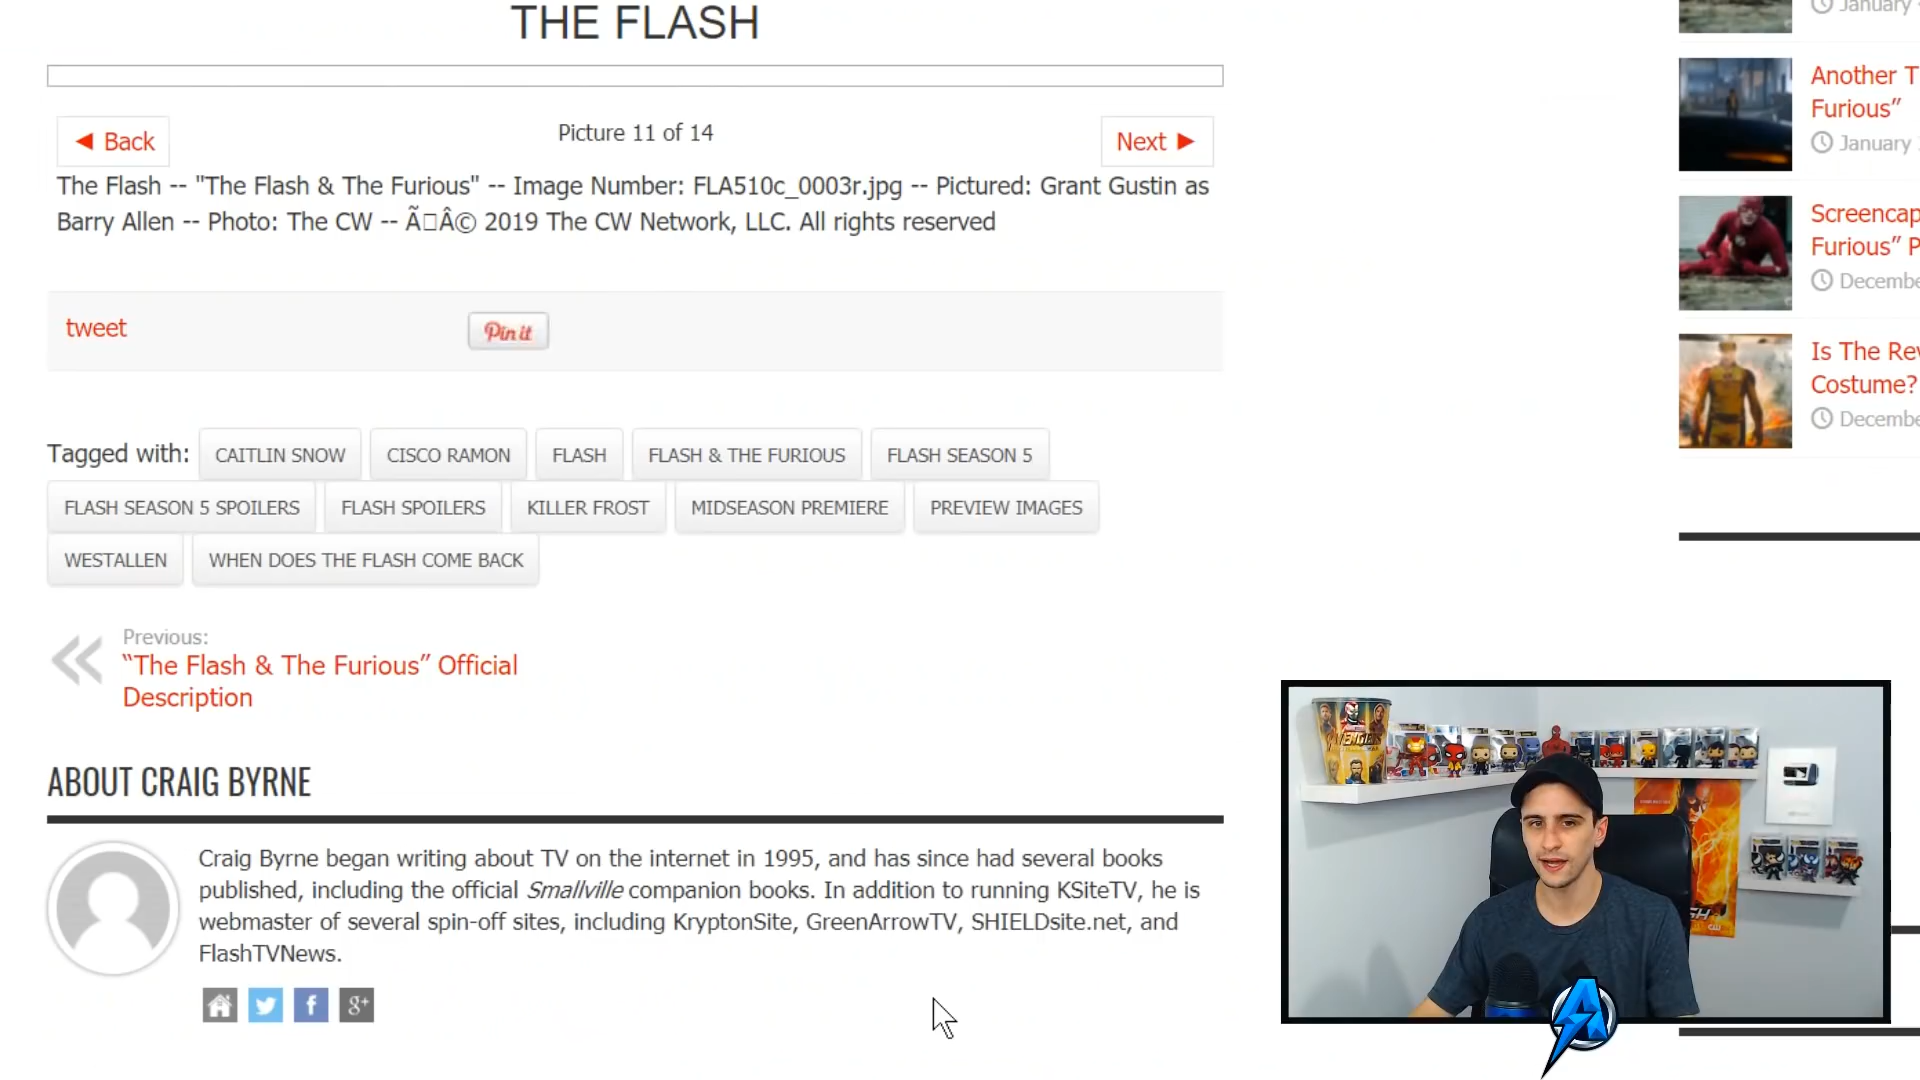 THE FLASH
◄ Back
Picture 11 of 14
Next ►
The Flash -- "The Flash & The Furious" -- Image Number: FLA510c_0003r.jpg -- Pictured: Grant Gustin as
Barry Allen -- Photo: The CW -- Ã□Â© 2019 The CW Network, LLC. All rights reserved
tweet
Pin it
Tagged with: CAITLIN SNOW CISCO RAMON FLASH FLASH & THE FURIOUS FLASH SEASON 5
FLASH SEASON 5 SPOILERS FLASH SPOILERS KILLER FROST MIDSEASON PREMIERE PREVIEW IMAGES
WESTALLEN WHEN DOES THE FLASH COME BACK
Previous:
“The Flash & The Furious” Official
Description
ABOUT CRAIG BYRNE
Craig Byrne began writing about TV on the internet in 1995, and has since had several books
published, including the official Smallville companion books. In addition to running KSiteTV, he is
webmaster of several spin-off sites, including KryptonSite, GreenArrowTV, SHIELDsite.net, and
FlashTVNews.
g+
January
Another T
Furious”
January
Screencap
Furious” P
Decembe
Is The Rev
Costume?
Decembe
AVENGERS
CW
A